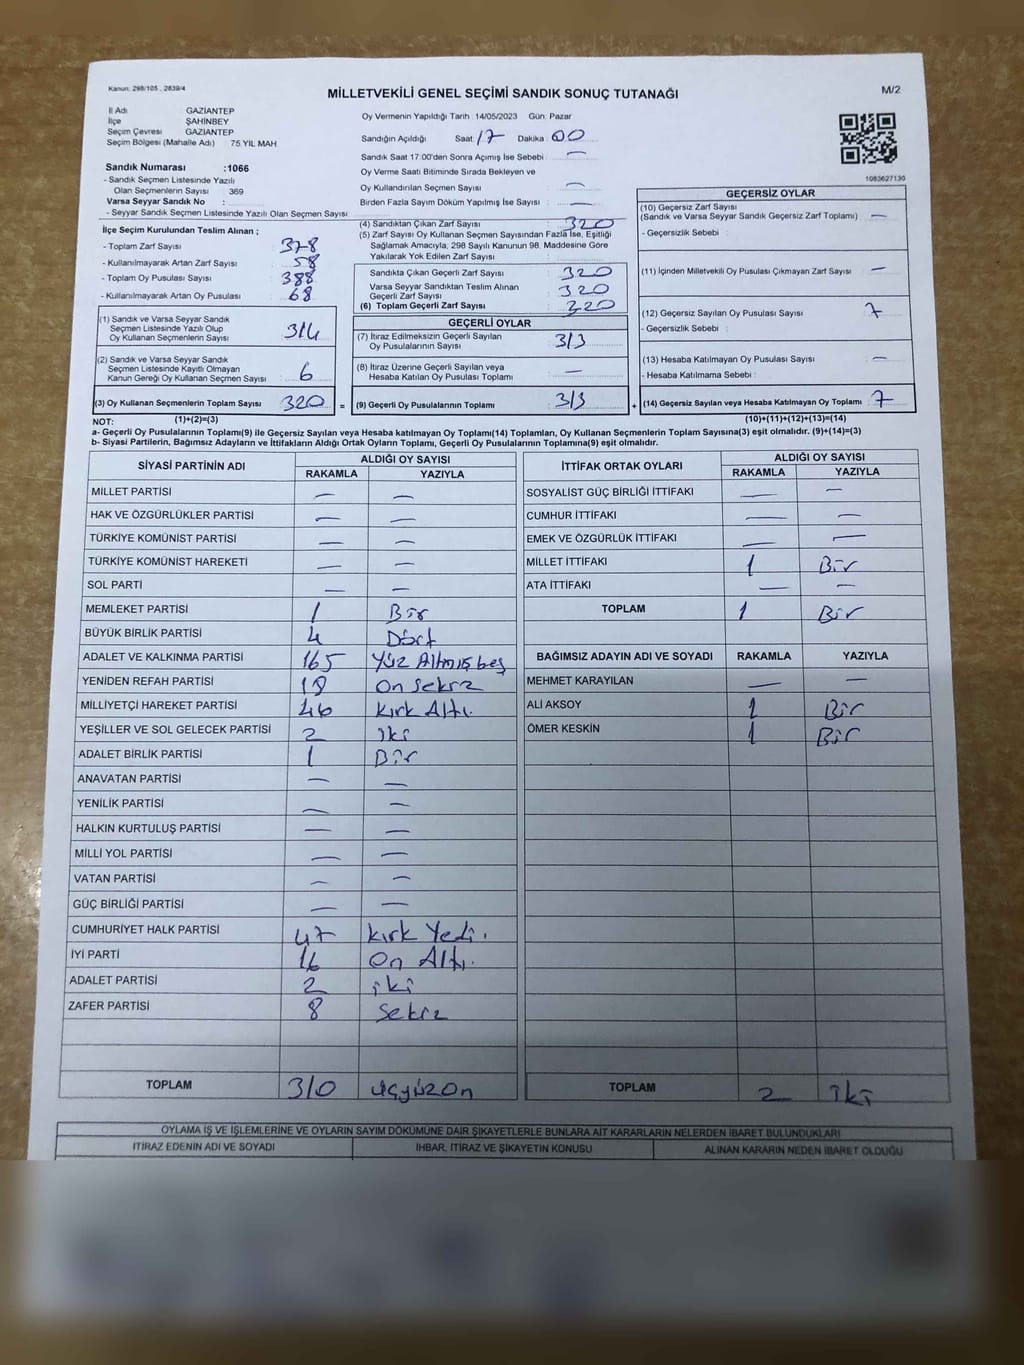 Kanun: 298/105 , 2839/4
MİLLETVEKİLİ GENEL SEÇİMİ SANDIK SONUÇ TUTANAĞI
M/2
İl Adı GAZİANTEP
İlçe ŞAHİNBEY
Seçim Çevresi GAZİANTEP
Seçim Bölgesi (Mahalle Adı) 75.YIL MAH
Sandık Numarası :1066
- Sandık Seçmen Listesinde Yazılı
Olan Seçmenlerin Sayısı 369
Varsa Seyyar Sandık No :
- Seyyar Sandık Seçmen Listesinde Yazılı Olan Seçmen Sayısı
Oy Vermenin Yapıldığı Tarih : 14/05/2023 Gün: Pazar
Sandığın Açıldığı Saat: 17 Dakika: 00
Sandık Saat 17:00'den Sonra Açımış İse Sebebi : —
Oy Verme Saati Bitiminde Sırada Bekleyen ve
Oy Kullandırılan Seçmen Sayısı : —
Birden Fazla Sayım Döküm Yapılmış İse Sayısı : —
1083627130
İlçe Seçim Kurulundan Teslim Alınan ;
- Toplam Zarf Sayısı 378
- Kullanılmayarak Artan Zarf Sayısı 58
- Toplam Oy Pusulası Sayısı 388
- Kullanılmayarak Artan Oy Pusulası 68
(1) Sandık ve Varsa Seyyar Sandık
Seçmen Listesinde Yazılı Olup
Oy Kullanan Seçmenlerin Sayısı 314
(2) Sandık ve Varsa Seyyar Sandık
Seçmen Listesinde Kayıtlı Olmayan
Kanun Gereği Oy Kullanan Seçmen Sayısı 6
(3) Oy Kullanan Seçmenlerin Toplam Sayısı 320 =
(1)+(2)=(3)
(4) Sandıktan Çıkan Zarf Sayısı : 320
(5) Zarf Sayısı Oy Kullanan Seçmen Sayısından Fazla İse, Eşitliği
Sağlamak Amacıyla, 298 Sayılı Kanunun 98. Maddesine Göre
Yakılarak Yok Edilen Zarf Sayısı :
Sandıkta Çıkan Geçerli Zarf Sayısı 320
Varsa Seyyar Sandıktan Teslim Alınan
Geçerli Zarf Sayısı 320
(6) Toplam Geçerli Zarf Sayısı 320
GEÇERLİ OYLAR
(7) İtiraz Edilmeksizin Geçerli Sayılan
Oy Pusulalarının Sayısı 313
(8) İtiraz Üzerine Geçerli Sayılan veya
Hesaba Katılan Oy Pusulası Toplamı —
(9) Geçerli Oy Pusulalarının Toplamı 313 +
GEÇERSİZ OYLAR
(10) Geçersiz Zarf Sayısı
(Sandık ve Varsa Seyyar Sandık Geçersiz Zarf Toplamı) —
- Geçersizlik Sebebi :
(11) İçinden Milletvekili Oy Pusulası Çıkmayan Zarf Sayısı —
(12) Geçersiz Sayılan Oy Pusulası Sayısı 7
- Geçersizlik Sebebi :
(13) Hesaba Katılmayan Oy Pusulası Sayısı —
- Hesaba Katılmama Sebebi :
(14) Geçersiz Sayılan veya Hesaba Katılmayan Oy Toplamı 7
(10)+(11)+(12)+(13)=(14)
NOT:
a- Geçerli Oy Pusulalarının Toplamı(9) ile Geçersiz Sayılan veya Hesaba katılmayan Oy Toplamı(14) Toplamları, Oy Kullanan Seçmenlerin Toplam Sayısına(3) eşit olmalıdır. (9)+(14)=(3)
b- Siyasi Partilerin, Bağımsız Adayların ve İttifakların Aldığı Ortak Oyların Toplamı, Geçerli Oy Pusulalarının Toplamına(9) eşit olmalıdır.
SİYASİ PARTİNİN ADI ALDIĞI OY SAYISI
RAKAMLA YAZIYLA
MİLLET PARTİSİ — —
HAK VE ÖZGÜRLÜKLER PARTİSİ — —
TÜRKİYE KOMÜNİST PARTİSİ — —
TÜRKİYE KOMÜNİST HAREKETİ — —
SOL PARTİ — —
MEMLEKET PARTİSİ 1 Bir
BÜYÜK BİRLİK PARTİSİ 4 Dört
ADALET VE KALKINMA PARTİSİ 165 Yüz Altmış beş
YENİDEN REFAH PARTİSİ 18 On Sekiz
MİLLİYETÇİ HAREKET PARTİSİ 46 Kırk Altı.
YEŞİLLER VE SOL GELECEK PARTİSİ 2 İki
ADALET BİRLİK PARTİSİ 1 Bir
ANAVATAN PARTİSİ — —
YENİLİK PARTİSİ — —
HALKIN KURTULUŞ PARTİSİ — —
MİLLİ YOL PARTİSİ — —
VATAN PARTİSİ — —
GÜÇ BİRLİĞİ PARTİSİ — —
CUMHURİYET HALK PARTİSİ 47 Kırk Yedi.
İYİ PARTİ 16 On Altı.
ADALET PARTİSİ 2 iki
ZAFER PARTİSİ 8 Sekiz
TOPLAM 310 üçyüzOn
İTTİFAK ORTAK OYLARI ALDIĞI OY SAYISI
RAKAMLA YAZIYLA
SOSYALİST GÜÇ BİRLİĞİ İTTİFAKI — —
CUMHUR İTTİFAKI — —
EMEK VE ÖZGÜRLÜK İTTİFAKI — —
MİLLET İTTİFAKI 1 Bir
ATA İTTİFAKI — —
TOPLAM 1 Bir
BAĞIMSIZ ADAYIN ADI VE SOYADI RAKAMLA YAZIYLA
MEHMET KARAYILAN — —
ALİ AKSOY 1 Bir
ÖMER KESKİN 1 Bir
TOPLAM 2 iki
OYLAMA İŞ VE İŞLEMLERİNE VE OYLARIN SAYIM DÖKÜMÜNE DAİR ŞİKAYETLERLE BUNLARA AİT KARARLARIN NELERDEN İBARET BULUNDUKLARI
İTİRAZ EDENİN ADI VE SOYADI İHBAR, İTİRAZ VE ŞİKAYETİN KONUSU ALINAN KARARIN NEDEN İBARET OLDUĞU